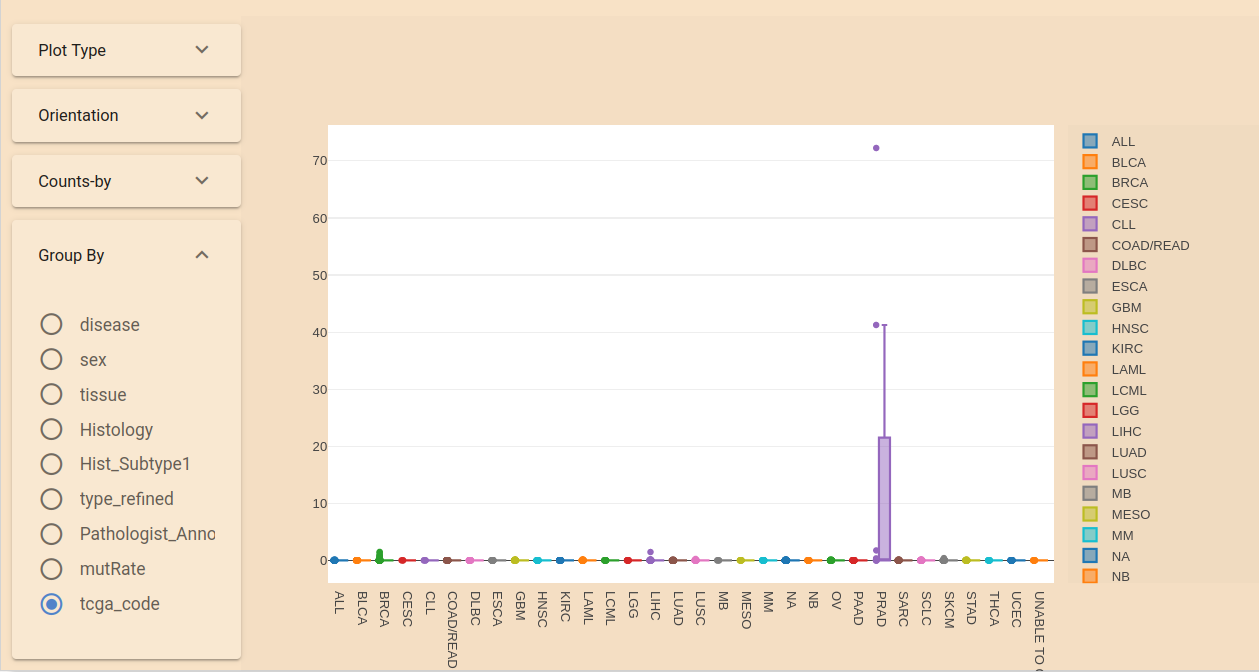 Plot Type
Orientation
Counts-by
Group By
disease
sex
tissue
Histology
Hist_Subtype1
type_refined
Pathologist_Anno
mutRate
tcga_code
70
60
50
40
30
20
10
0
ALL
BLCA
BRCA
CESC
CLL
COAD/READ
DLBC
ESCA
GBM
HNSC
KIRC
LAML
LCML
LGG
LIHC
LUAD
LUSC
MB
MESO
MM
NA
NB
OV
PAAD
PRAD
SARC
SCLC
SKCM
STAD
THCA
UCEC
UNABLE TO
ALL
BLCA
BRCA
CESC
CLL
COAD/READ
DLBC
ESCA
GBM
HNSC
KIRC
LAML
LCML
LGG
LIHC
LUAD
LUSC
MB
MESO
MM
NA
NB